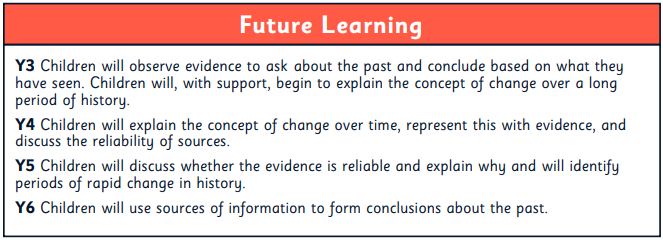 Future Learning
Y3 Children will observe evidence to ask about the past and conclude based on what they
have seen. Children will, with support, begin to explain the concept of change over a long
period of history.
Y4 Children will explain the concept of change over time, represent this with evidence, and
discuss the reliability of sources.
Y5 Children will discuss whether the evidence is reliable and explain why and will identify
periods of rapid change in history.
Y6 Children will use sources of information to form conclusions about the past.